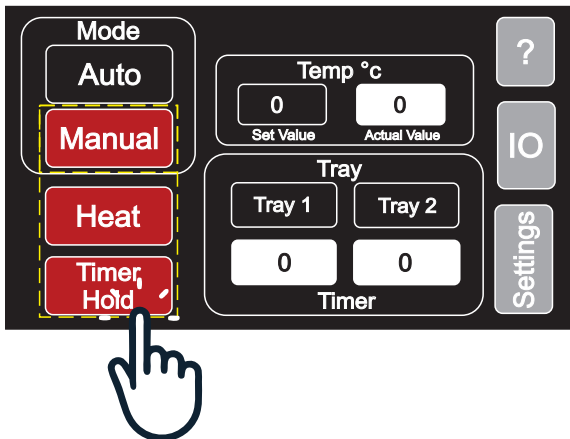 Mode
Auto
Manual
Heat
Timer
Hold
Temp °c
0 0
Set Value Actual Value
Tray
Tray 1 Tray 2
0 0
Timer
?
IO
Settings